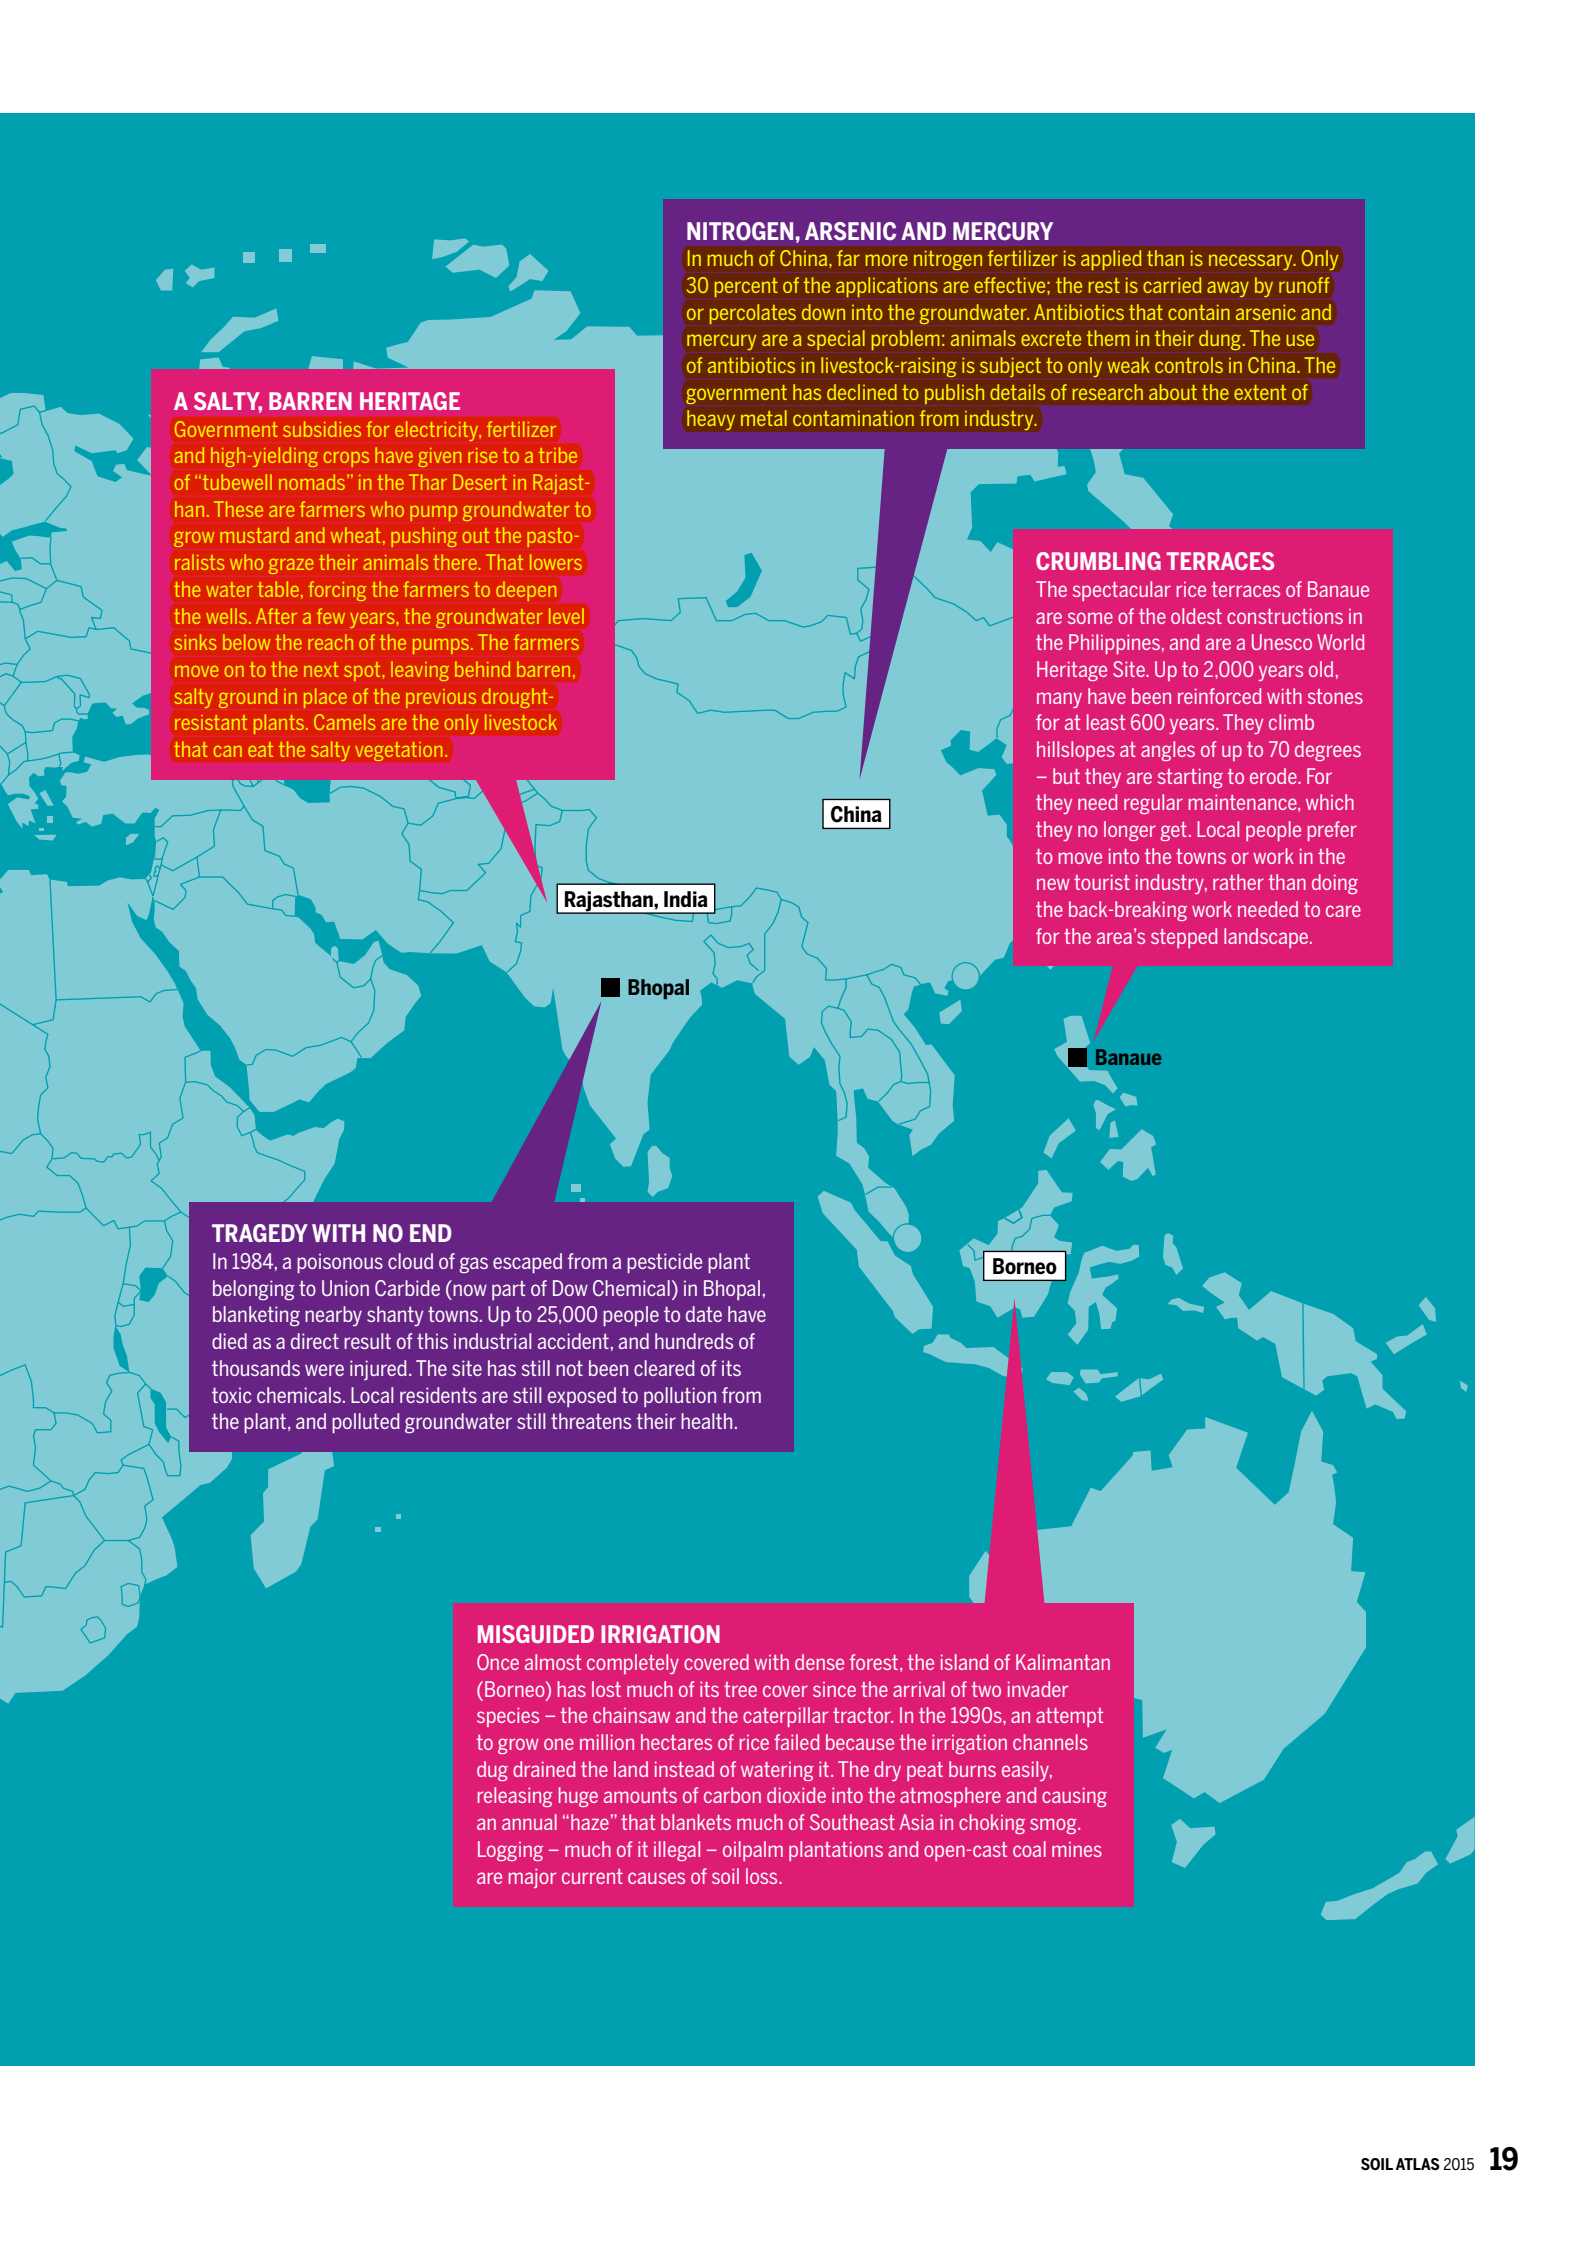 NITROGEN, ARSENIC AND MERCURY
In much of China, far more nitrogen fertilizer is applied than is necessary. Only
30 percent of the applications are effective; the rest is carried away by runoff
or percolates down into the groundwater. Antibiotics that contain arsenic and
mercury are a special problem: animals excrete them in their dung. The use
of antibiotics in livestock-raising is subject to only weak controls in China. The
government has declined to publish details of research about the extent of
heavy metal contamination from industry.
A SALTY, BARREN HERITAGE
Government subsidies for electricity, fertilizer
and high-yielding crops have given rise to a tribe
of “tubewell nomads” in the Thar Desert in Rajast-
han. These are farmers who pump groundwater to
grow mustard and wheat, pushing out the pasto-
ralists who graze their animals there. That lowers
the water table, forcing the farmers to deepen
the wells. After a few years, the groundwater level
sinks below the reach of the pumps. The farmers
move on to the next spot, leaving behind barren,
salty ground in place of the previous drought-
resistant plants. Camels are the only livestock
that can eat the salty vegetation.
CRUMBLING TERRACES
The spectacular rice terraces of Banaue
are some of the oldest constructions in
the Philippines, and are a Unesco World
Heritage Site. Up to 2,000 years old,
many have been reinforced with stones
for at least 600 years. They climb
hillslopes at angles of up to 70 degrees
– but they are starting to erode. For
they need regular maintenance, which
they no longer get. Local people prefer
to move into the towns or work in the
new tourist industry, rather than doing
the back-breaking work needed to care
for the area’s stepped landscape.
China
Rajasthan, India
Bhopal
Banaue
TRAGEDY WITH NO END
In 1984, a poisonous cloud of gas escaped from a pesticide plant
belonging to Union Carbide (now part of Dow Chemical) in Bhopal,
blanketing nearby shanty towns. Up to 25,000 people to date have
died as a direct result of this industrial accident, and hundreds of
thousands were injured. The site has still not been cleared of its
toxic chemicals. Local residents are still exposed to pollution from
the plant, and polluted groundwater still threatens their health.
Borneo
MISGUIDED IRRIGATION
Once almost completely covered with dense forest, the island of Kalimantan
(Borneo) has lost much of its tree cover since the arrival of two invader
species – the chainsaw and the caterpillar tractor. In the 1990s, an attempt
to grow one million hectares of rice failed because the irrigation channels
dug drained the land instead of watering it. The dry peat burns easily,
releasing huge amounts of carbon dioxide into the atmosphere and causing
an annual “haze” that blankets much of Southeast Asia in choking smog.
Logging – much of it illegal – oilpalm plantations and open-cast coal mines
are major current causes of soil loss.
SOIL ATLAS 2015 19